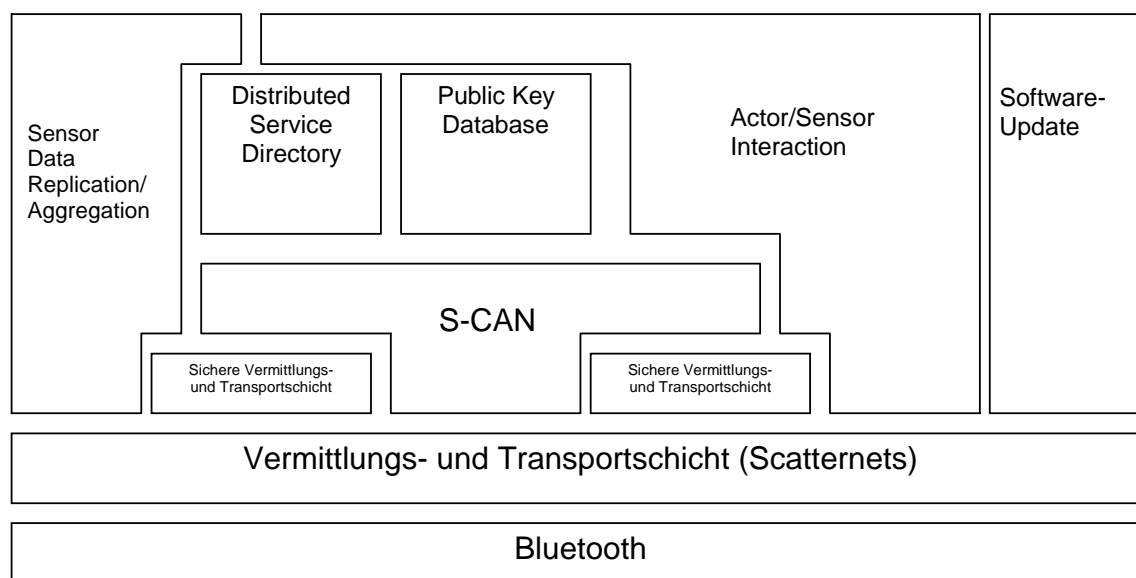 Sensor
Data
Replication/
Aggregation
Distributed
Service
Directory
Public Key
Database
Actor/Sensor
Interaction
Software-
Update
S-CAN
Sichere Vermittlungs-
und Transportschicht
Sichere Vermittlungs-
und Transportschicht
Vermittlungs- und Transportschicht (Scatternets)
Bluetooth